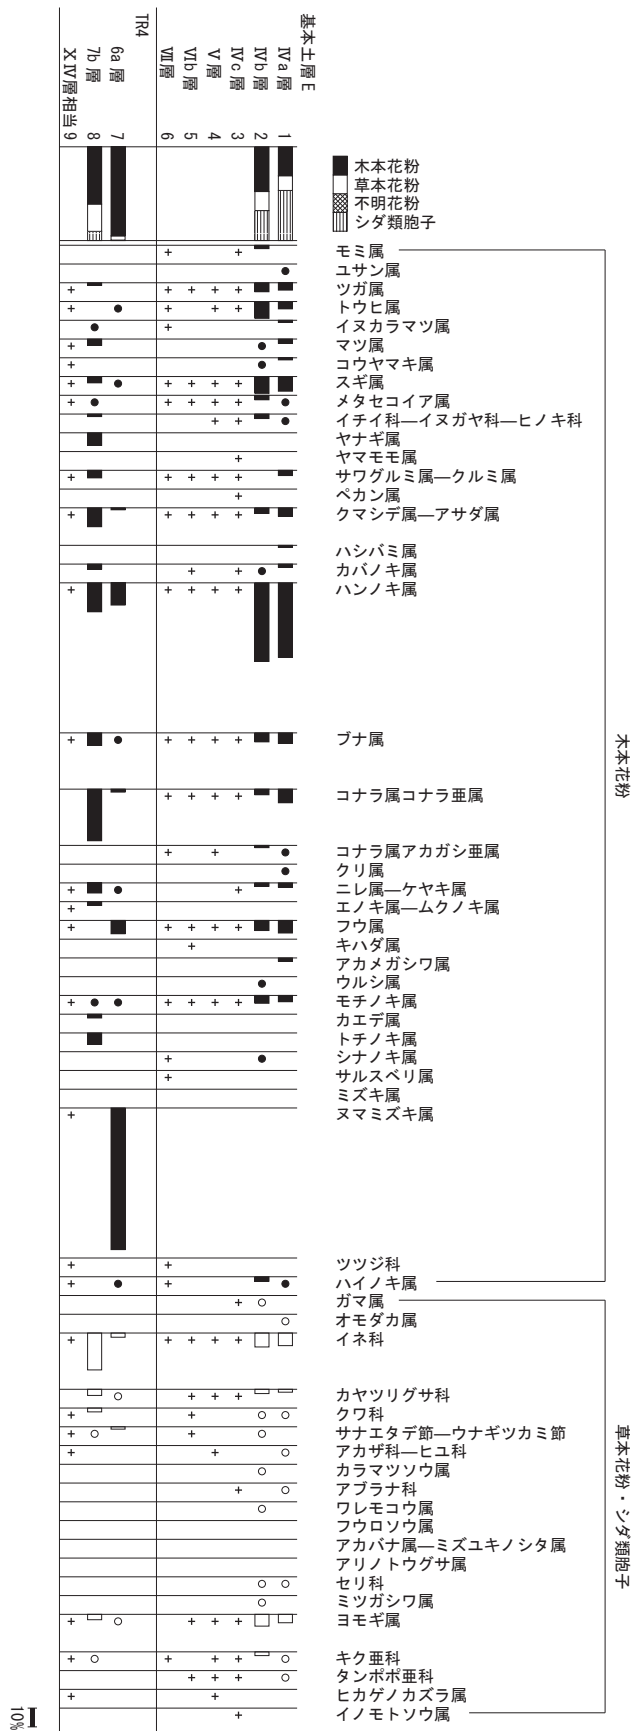 基本土層E
Ⅳa層 1
Ⅳb層 2
Ⅳc層 3
Ⅴ層 4
Ⅵb層 5
Ⅶ層 6
TR4
6a層 7
7b層 8
ⅩⅣ層相当 9
木本花粉
草本花粉
不明花粉
シダ類胞子
モミ属
ユサン属
ツガ属
トウヒ属
イヌカラマツ属
マツ属
コウヤマキ属
スギ属
メタセコイア属
イチイ科―イヌガヤ科―ヒノキ科
ヤナギ属
ヤマモモ属
サワグルミ属―クルミ属
ペカン属
クマシデ属―アサダ属
ハシバミ属
カバノキ属
ハンノキ属
ブナ属
コナラ属コナラ亜属
コナラ属アカガシ亜属
クリ属
ニレ属―ケヤキ属
エノキ属―ムクノキ属
フウ属
キハダ属
アカメガシワ属
ウルシ属
モチノキ属
カエデ属
トチノキ属
シナノキ属
サルスベリ属
ミズキ属
ヌマミズキ属
ツツジ科
ハイノキ属
木本花粉
ガマ属
オモダカ属
イネ科
カヤツリグサ科
クワ科
サナエタデ節―ウナギツカミ節
アカザ科―ヒユ科
カラマツソウ属
アブラナ科
ワレモコウ属
フウロソウ属
アカバナ属―ミズユキノシタ属
アリノトウグサ属
セリ科
ミツガシワ属
ヨモギ属
キク亜科
タンポポ亜科
ヒカゲノカズラ属
イノモトソウ属
草本花粉・シダ類胞子
10%